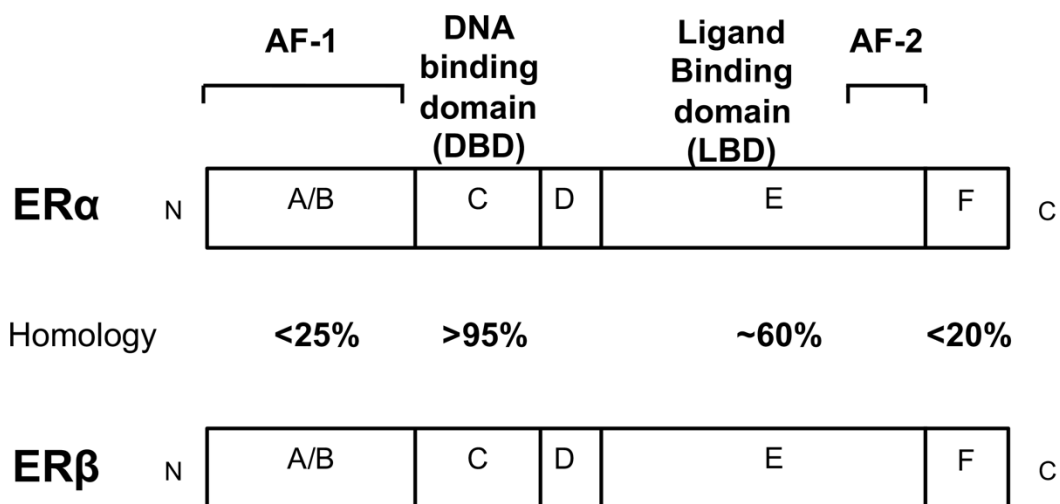 AF-1
DNA
binding
domain
(DBD)
Ligand
Binding
domain
(LBD)
AF-2
ERα N A/B C D E F C
Homology <25% >95% ~60% <20%
ERβ N A/B C D E F C